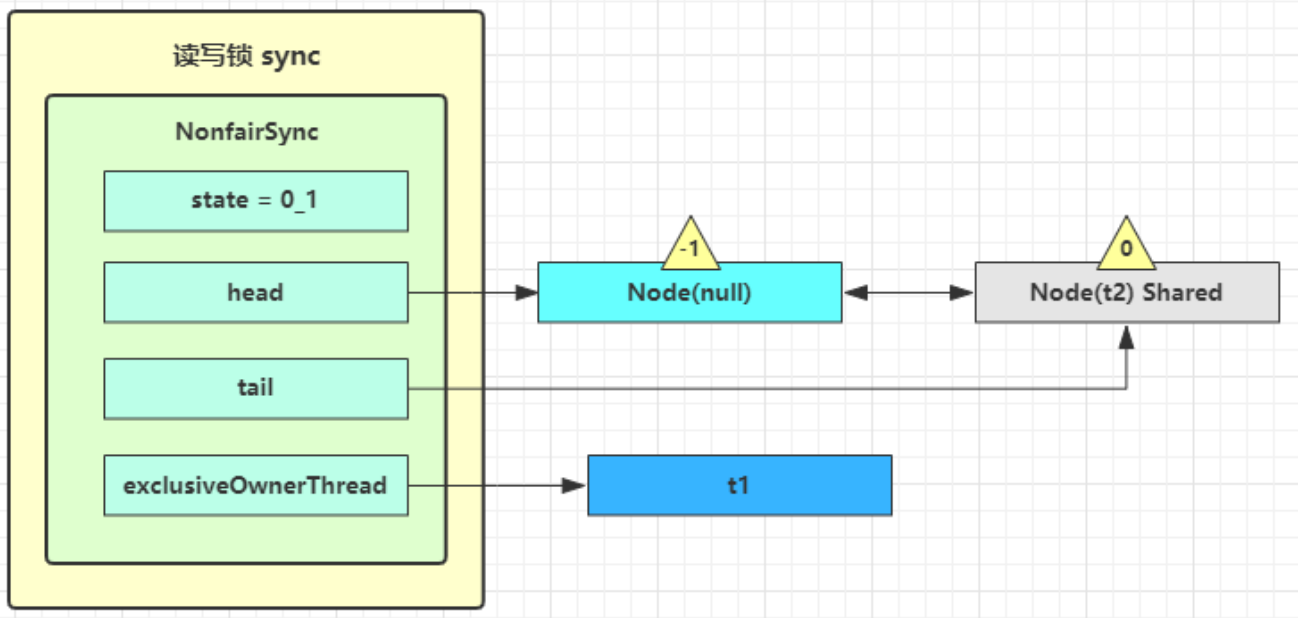 读写锁 sync
NonfairSync
state = 0_1
head
tail
exclusiveOwnerThread
-1
Node(null)
0
Node(t2) Shared
t1